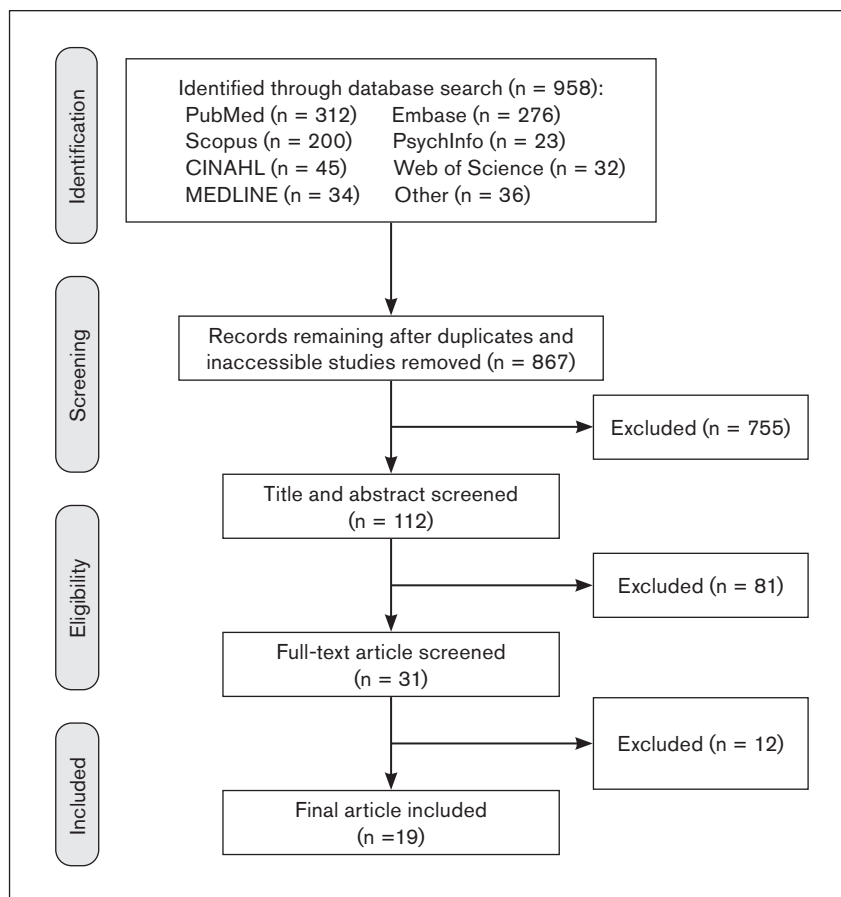 Identification
Identified through database search (n = 958):
PubMed (n = 312) Embase (n = 276)
Scopus (n = 200) PsychInfo (n = 23)
CINAHL (n = 45) Web of Science (n = 32)
MEDLINE (n = 34) Other (n = 36)
Screening
Records remaining after duplicates and
inaccessible studies removed (n = 867)
Excluded (n = 755)
Title and abstract screened
(n = 112)
Eligibility
Excluded (n = 81)
Full-text article screened
(n = 31)
Included
Excluded (n = 12)
Final article included
(n =19)